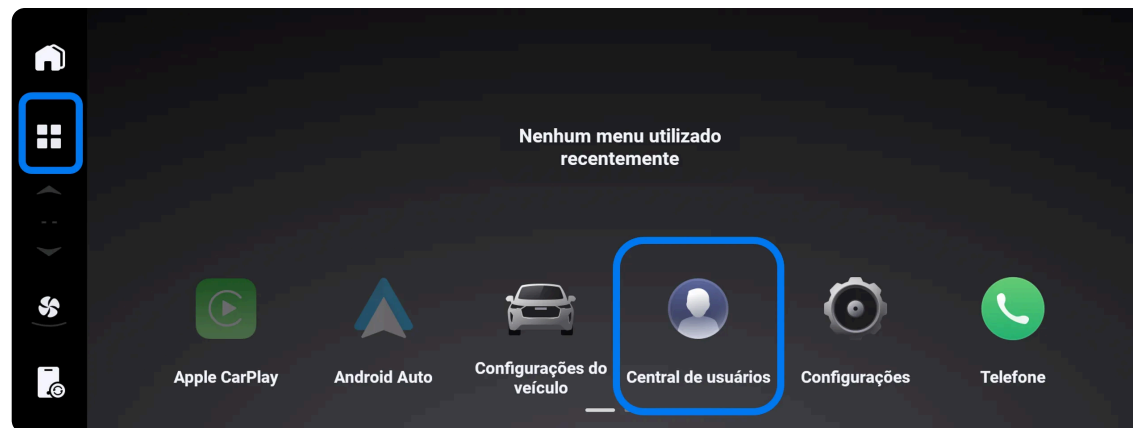 Nenhum menu utilizado
recentemente
Apple CarPlay
Android Auto
Configurações do
veículo
Central de usuários
Configurações
Telefone